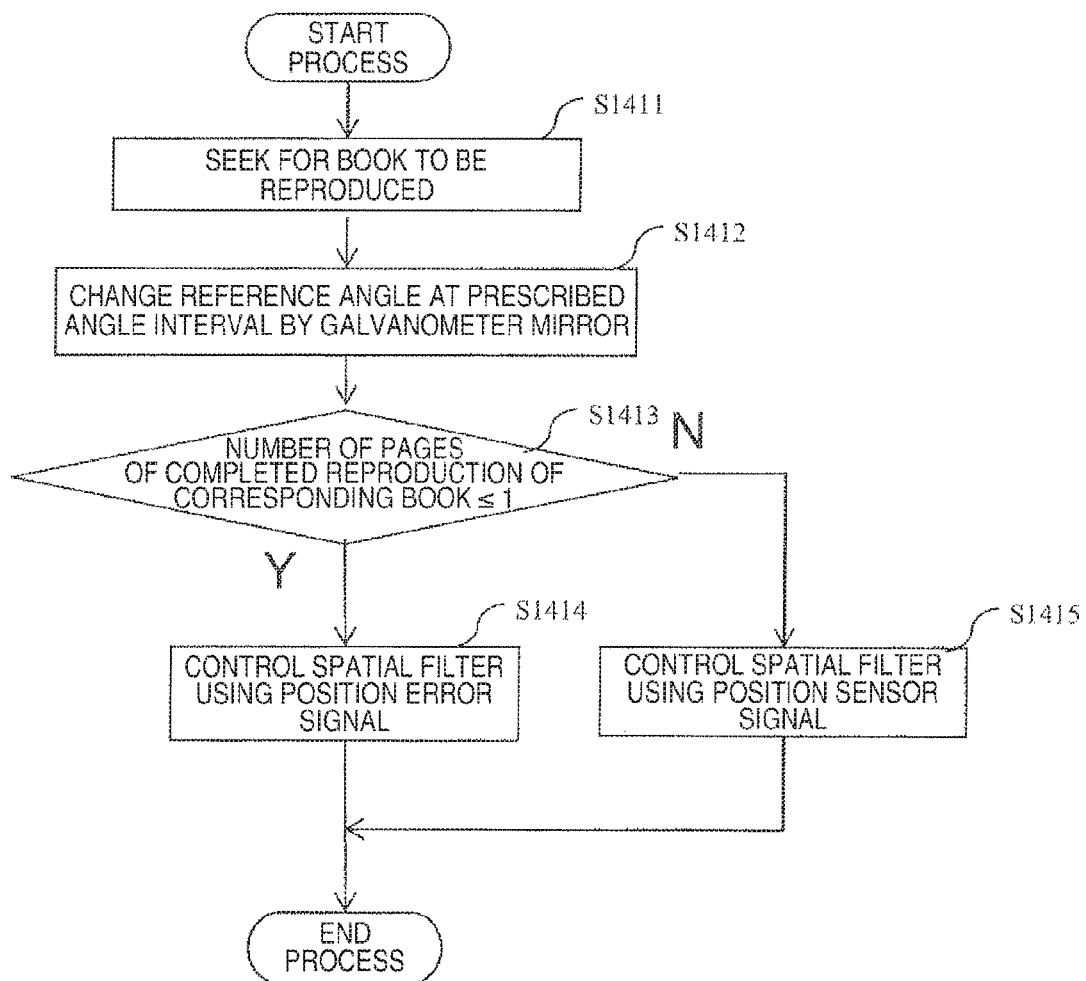 START
PROCESS
S1411
SEEK FOR BOOK TO BE
REPRODUCED
S1412
CHANGE REFERENCE ANGLE AT PRESCRIBED
ANGLE INTERVAL BY GALVANOMETER MIRROR
S1413
NUMBER OF PAGES
OF COMPLETED REPRODUCTION OF
CORRESPONDING BOOK ≦ 1
N
Y
S1414
CONTROL SPATIAL FILTER
USING POSITION ERROR
SIGNAL
S1415
CONTROL SPATIAL FILTER
USING POSITION SENSOR
SIGNAL
END
PROCESS